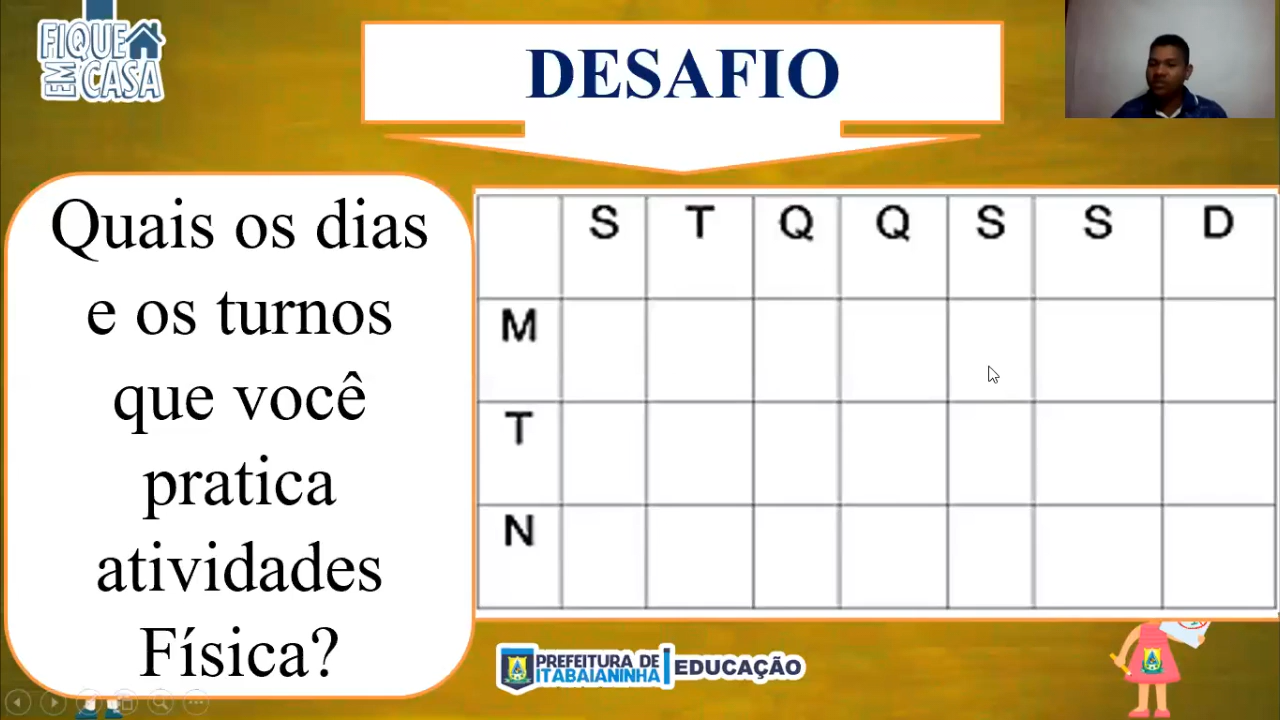 FIQUE
EM CASA
DESAFIO
Quais os dias
e os turnos
que você
pratica
atividades
Física?
S T Q Q S S D
M
T
N
PREFEITURA DE
ITABAIANINHA
EDUCAÇÃO